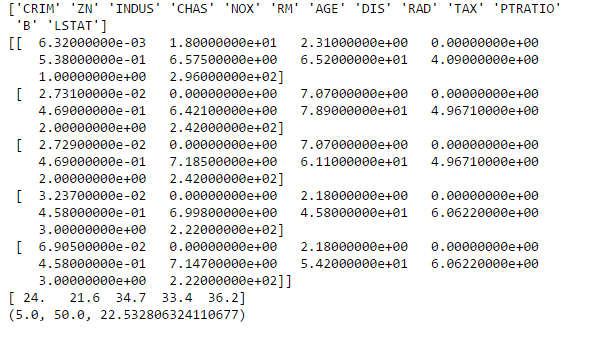 ['CRIM' 'ZN' 'INDUS' 'CHAS' 'NOX' 'RM' 'AGE' 'DIS' 'RAD' 'TAX' 'PTRATIO'
 'B' 'LSTAT']
[[  6.32000000e-03   1.80000000e+01   2.31000000e+00   0.00000000e+00
    5.38000000e-01   6.57500000e+00   6.52000000e+01   4.09000000e+00
    1.00000000e+00   2.96000000e+02]
 [  2.73100000e-02   0.00000000e+00   7.07000000e+00   0.00000000e+00
    4.69000000e-01   6.42100000e+00   7.89000000e+01   4.96710000e+00
    2.00000000e+00   2.42000000e+02]
 [  2.72900000e-02   0.00000000e+00   7.07000000e+00   0.00000000e+00
    4.69000000e-01   7.18500000e+00   6.11000000e+01   4.96710000e+00
    2.00000000e+00   2.42000000e+02]
 [  3.23700000e-02   0.00000000e+00   2.18000000e+00   0.00000000e+00
    4.58000000e-01   6.99800000e+00   4.58000000e+01   6.06220000e+00
    3.00000000e+00   2.22000000e+02]
 [  6.90500000e-02   0.00000000e+00   2.18000000e+00   0.00000000e+00
    4.58000000e-01   7.14700000e+00   5.42000000e+01   6.06220000e+00
    3.00000000e+00   2.22000000e+02]]
[ 24.   21.6  34.7  33.4  36.2]
(5.0, 50.0, 22.532806324110677)